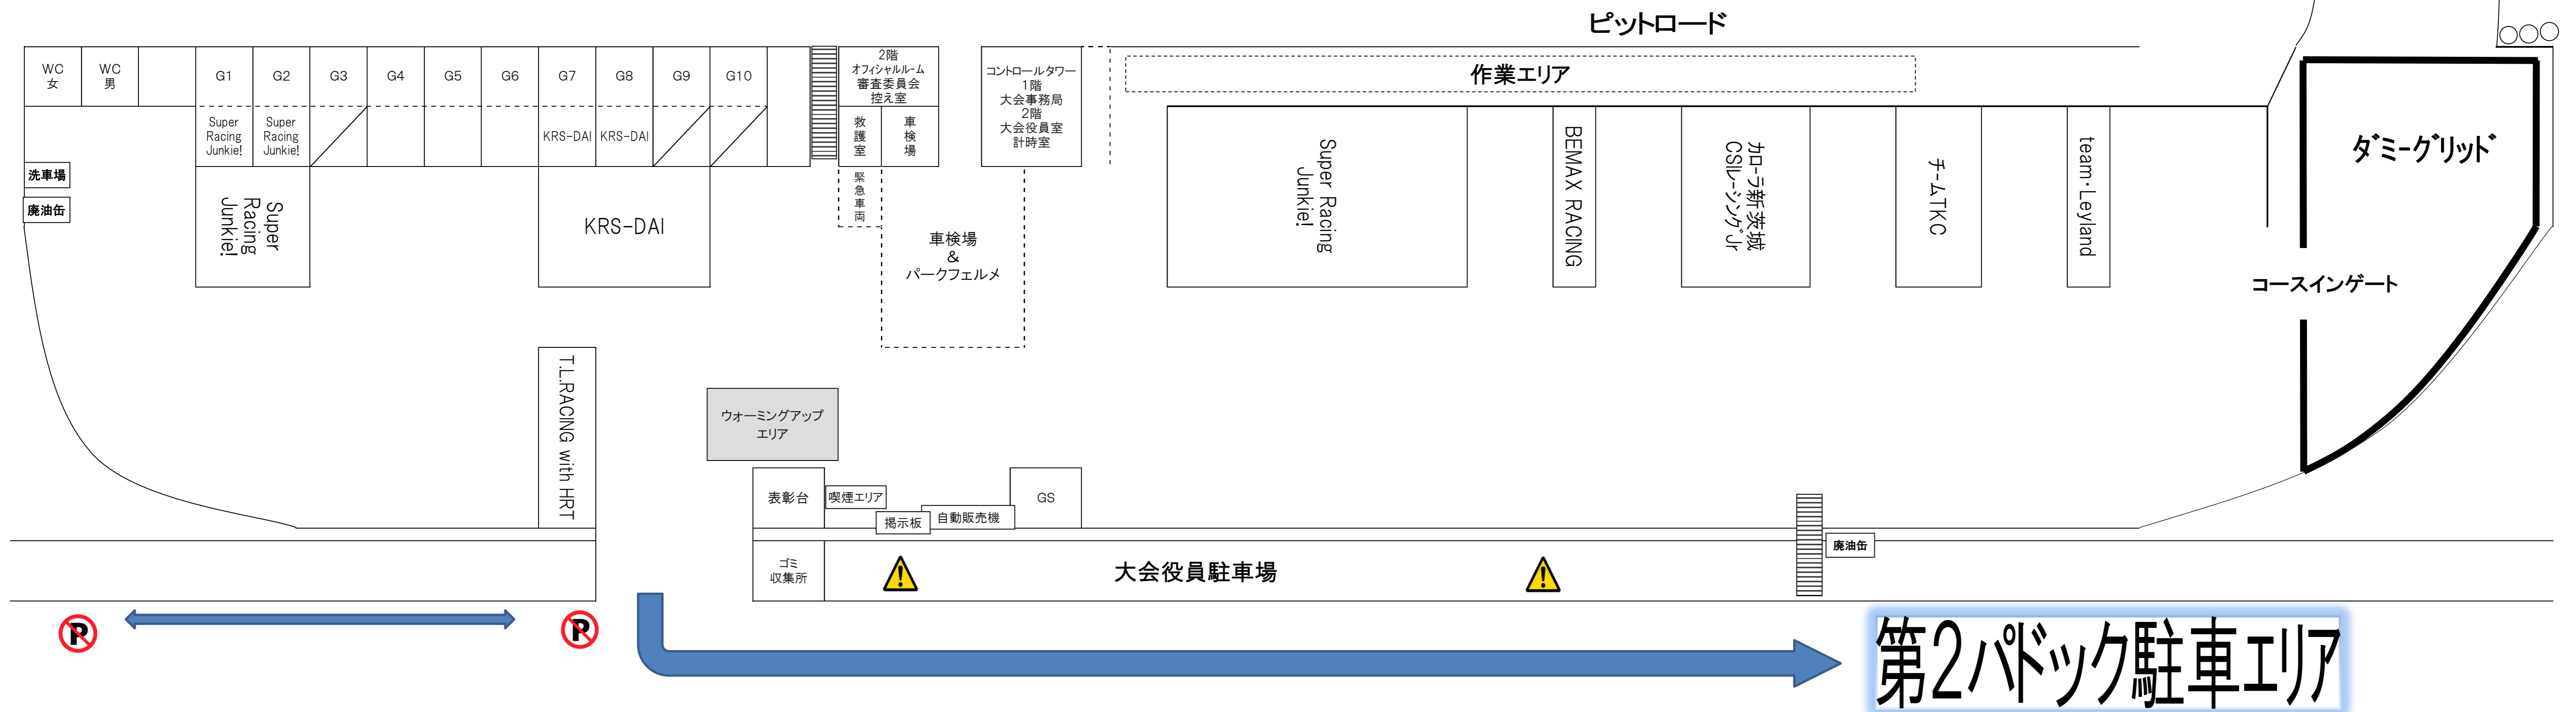 ピットロード
WC
女
WC
男
G1
G2
G3
G4
G5
G6
G7
G8
G9
G10
2階
オフィシャルルーム
審査委員会
控え室
コントロールタワー
1階
大会事務局
2階
大会役員室
計時室
作業エリア
ダミーグリッド
Super
Racing
Junkie!
Super
Racing
Junkie!
KRS-DAI
KRS-DAI
救護室
車検場
洗車場
廃油缶
緊急車両
Super
Racing
Junkie!
KRS-DAI
車検場
&
パークフェルメ
Super Racing
Junkie!
BEMAX RACING
カローラ新茨城
CSIレーシングJr
チームTKC
team・Leyland
コースインゲート
T.L.RACING with HRT
ウォーミングアップ
エリア
表彰台
喫煙エリア
掲示板
自動販売機
GS
ゴミ
収集所
大会役員駐車場
廃油缶
P
P
第2パドック駐車エリア